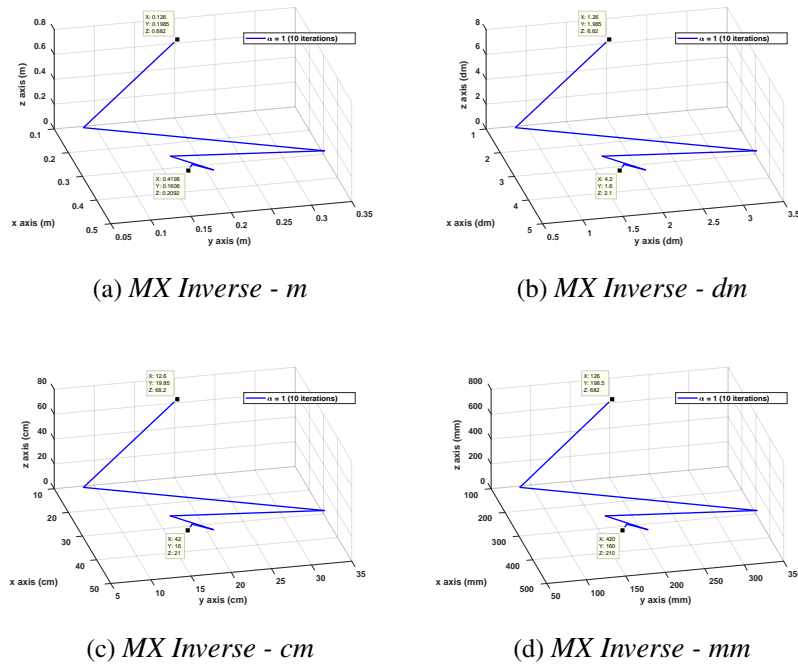 X: 0.126
Y: 0.1985
Z: 0.682
α = 1 (10 iterations)
0.8
0.6
0.4
0.2
0
z axis (m)
0.1
0.2
0.3
0.4
0.5
x axis (m)
X: 0.4198
Y: 0.1606
Z: 0.2092
0.05
0.1
0.15
0.2
0.25
0.3
0.35
y axis (m)
(a) MX Inverse - m
X: 1.26
Y: 1.985
Z: 6.82
α = 1 (10 iterations)
8
6
4
2
0
z axis (dm)
1
2
3
4
5
x axis (dm)
X: 4.2
Y: 1.6
Z: 2.1
0.5
1
1.5
2
2.5
3
3.5
y axis (dm)
(b) MX Inverse - dm
X: 12.6
Y: 19.85
Z: 68.2
α = 1 (10 iterations)
80
60
40
20
0
z axis (cm)
10
20
30
40
50
x axis (cm)
X: 42
Y: 16
Z: 21
5
10
15
20
25
30
35
y axis (cm)
(c) MX Inverse - cm
X: 126
Y: 198.5
Z: 682
α = 1 (10 iterations)
800
600
400
200
0
z axis (mm)
100
200
300
400
500
x axis (mm)
X: 420
Y: 160
Z: 210
50
100
150
200
250
300
350
y axis (mm)
(d) MX Inverse - mm